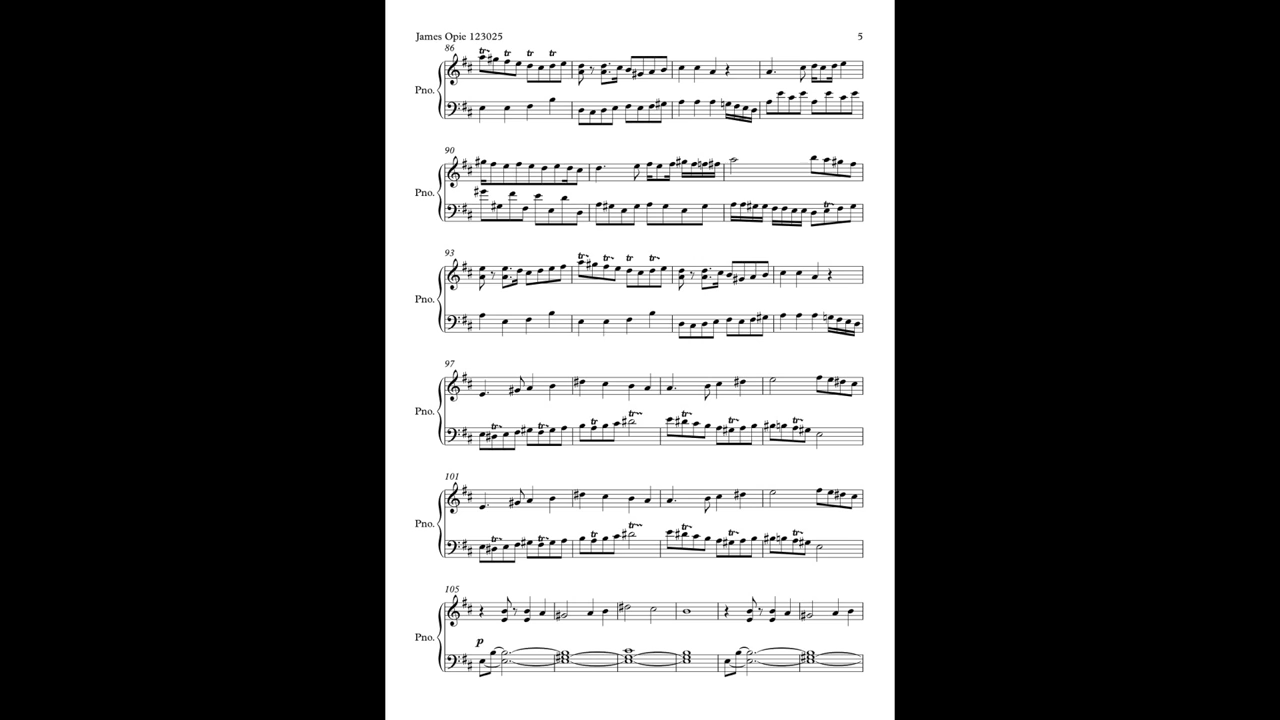 James Opie 123025 5
86
tr tr tr tr
Pno.
90
Pno.
tr
93
tr tr tr tr
Pno.
97
Pno.
tr tr tr tr tr tr tr
101
Pno.
tr tr tr tr tr tr tr
105
Pno.
p